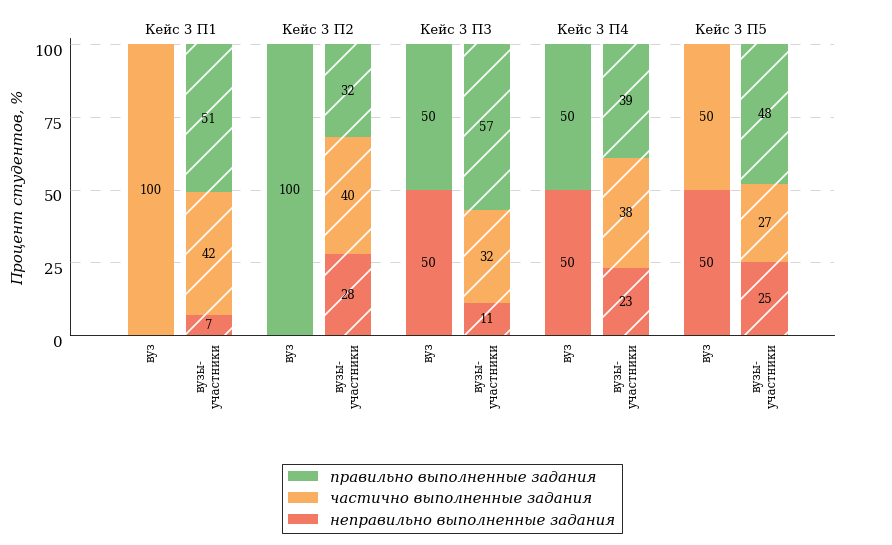 Кейс 3 П1 Кейс 3 П2 Кейс 3 П3 Кейс 3 П4 Кейс 3 П5
Процент студентов, %
100
75
50
25
0
100
51
42
7
100
32
40
28
50
50
57
32
11
50
50
39
38
23
50
50
48
27
25
вуз
вузы-
участники
вуз
вузы-
участники
вуз
вузы-
участники
вуз
вузы-
участники
вуз
вузы-
участники
правильно выполненные задания
частично выполненные задания
неправильно выполненные задания